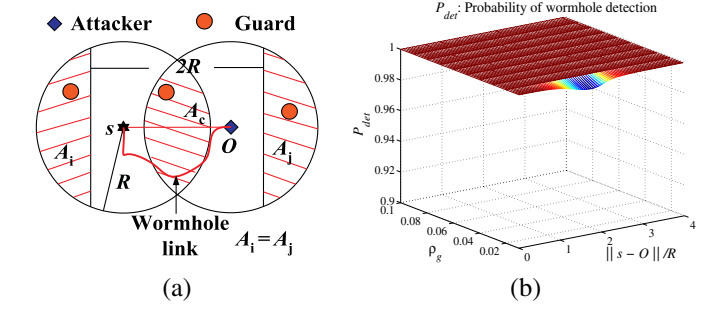 Attacker
Guard
2R
A_c
s
O
A_i
A_j
R
Wormhole
link
A_i = A_j
(a)
P_det: Probability of wormhole detection
1
0.98
0.96
0.94
0.92
0.9
P_det
0.1
0.08
0.06
0.04
0.02
ρ_g
0
1
2
3
4
|| s − O ||/R
(b)